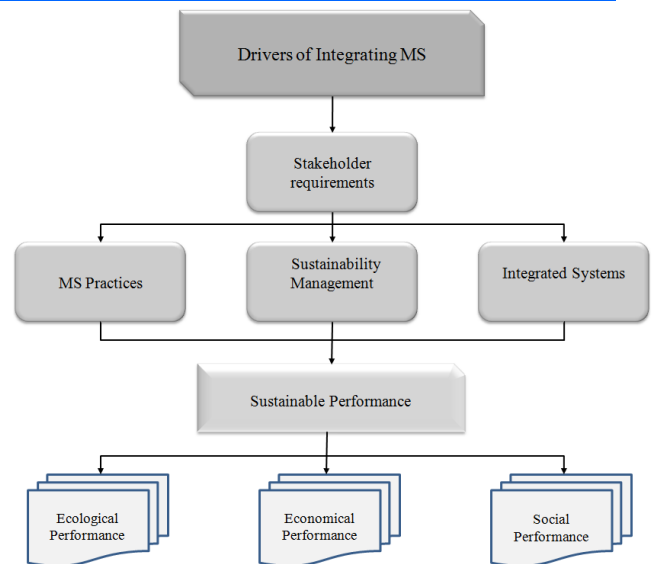 Drivers of Integrating MS
Stakeholder
requirements
MS Practices
Sustainability
Management
Integrated Systems
Sustainable Performance
Ecological
Performance
Economical
Performance
Social
Performance